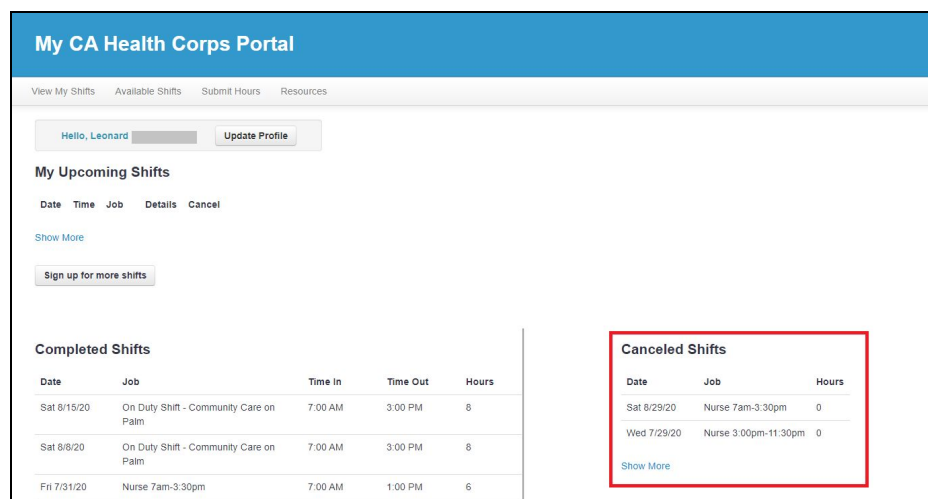 My CA Health Corps Portal
View My Shifts Available Shifts Submit Hours Resources
Hello, Leonard
Update Profile
My Upcoming Shifts
Date Time Job Details Cancel
Show More
Sign up for more shifts
Completed Shifts
Date Job Time In Time Out Hours
Sat 8/15/20 On Duty Shift - Community Care on 7:00 AM 3:00 PM 8
Palm
Sat 8/8/20 On Duty Shift - Community Care on 7:00 AM 3:00 PM 8
Palm
Fri 7/31/20 Nurse 7am-3:30pm 7:00 AM 1:00 PM 6
Canceled Shifts
Date Job Hours
Sat 8/29/20 Nurse 7am-3:30pm 0
Wed 7/29/20 Nurse 3:00pm-11:30pm 0
Show More